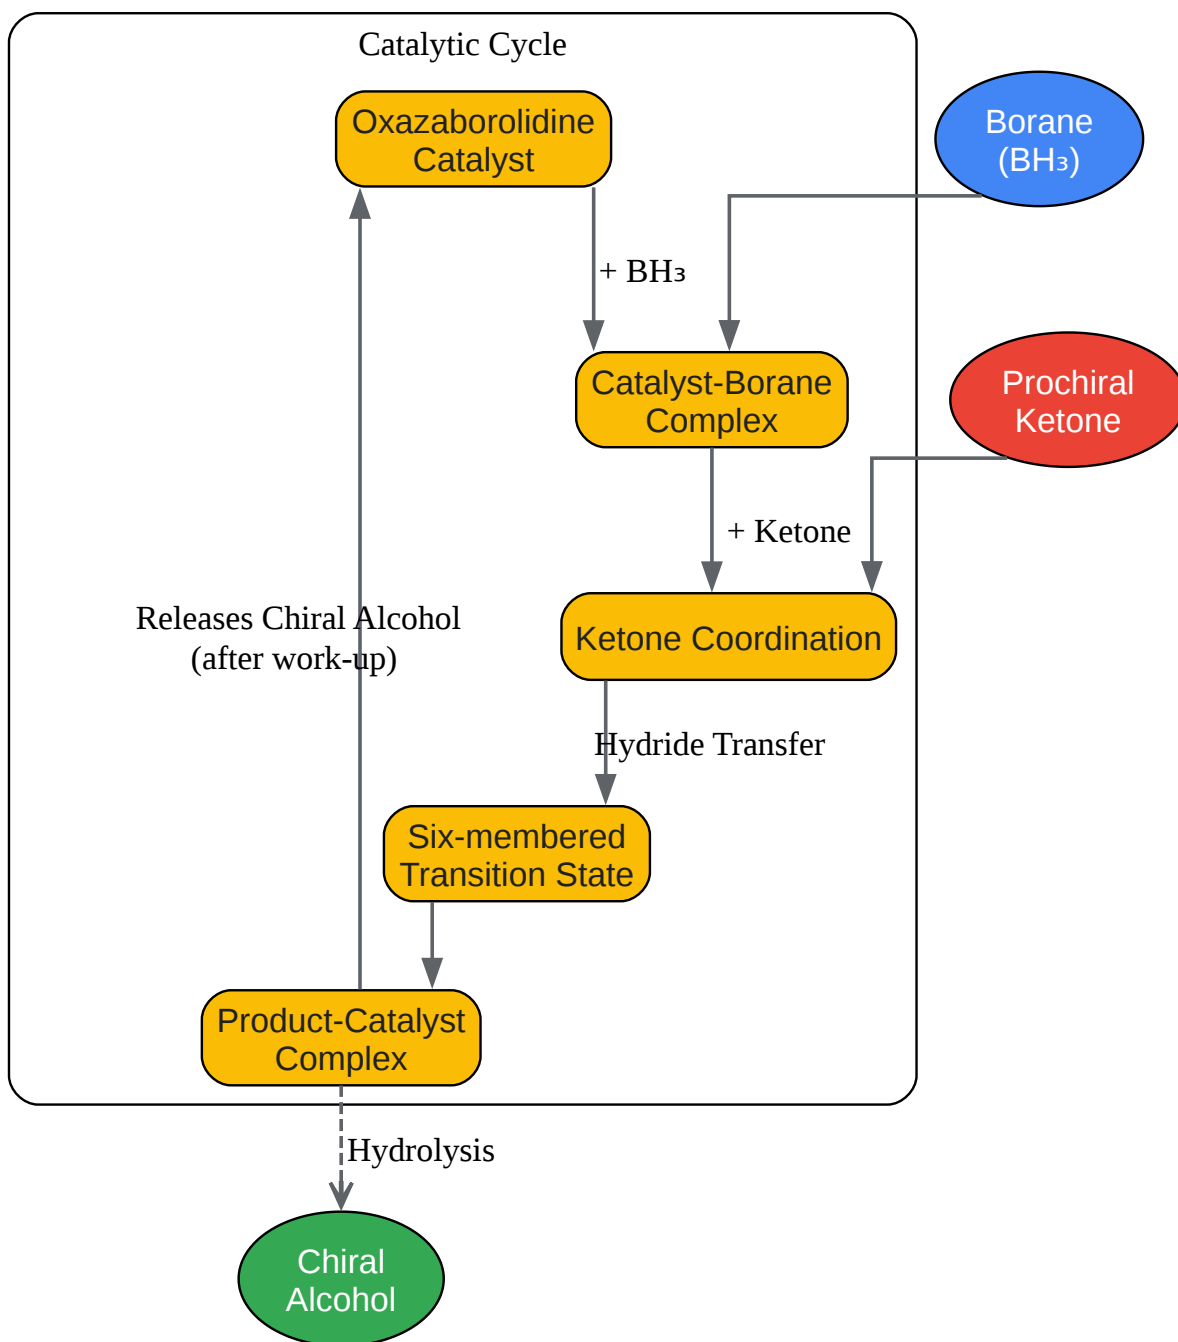 Catalytic Cycle
Oxazaborolidine
Catalyst
Borane
(BH₃)
+ BH₃
Catalyst-Borane
Complex
Prochiral
Ketone
+ Ketone
Releases Chiral Alcohol
(after work-up)
Ketone Coordination
Hydride Transfer
Six-membered
Transition State
Product-Catalyst
Complex
Hydrolysis
Chiral
Alcohol